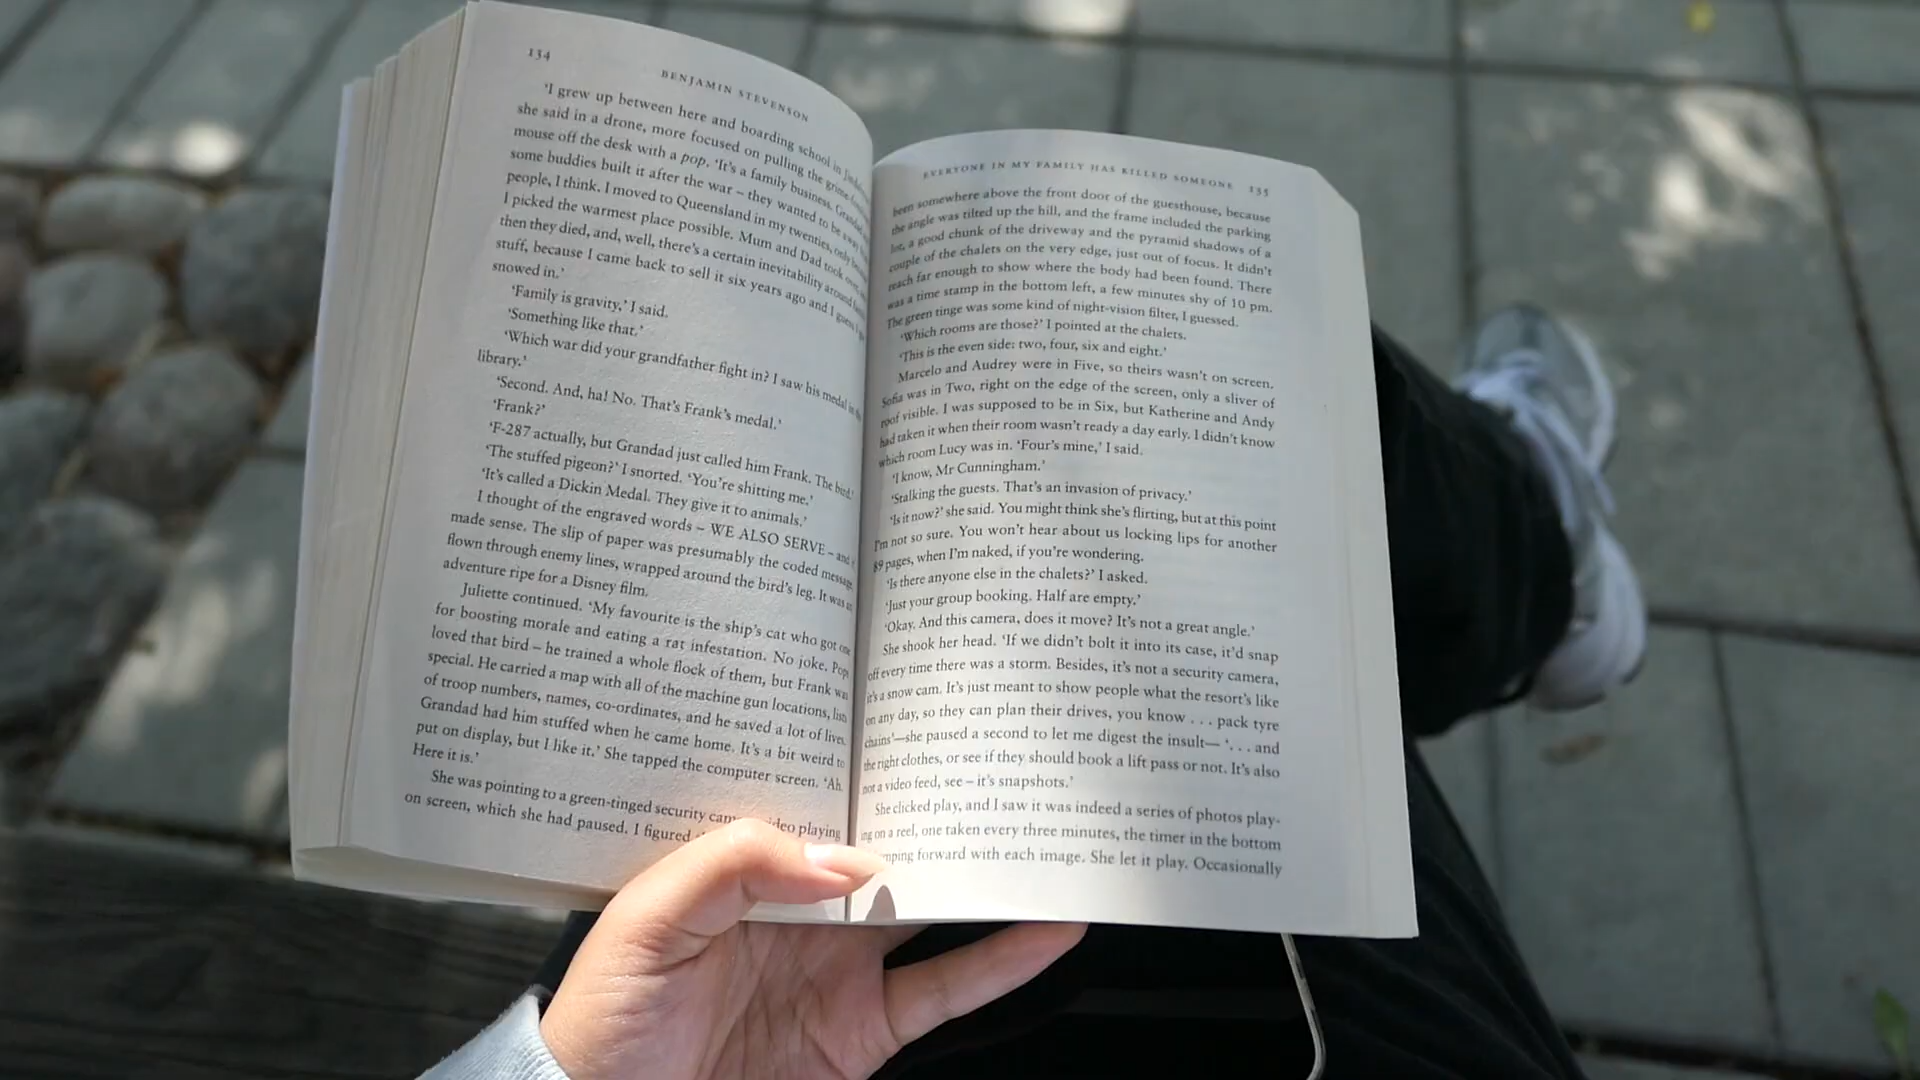 134
BENJAMIN STEVENSON
'I grew up between here and boarding school in
she said in a drone, more focused on pulling the grime
mouse off the desk with a pop. 'It's a family business.
some buddies built it after the war – they wanted to be away
people, I think. I moved to Queensland in my twenties, only
I picked the warmest place possible. Mum and Dad took over,
then they died, and, well, there's a certain inevitability around
stuff, because I came back to sell it six years ago and I guess I
snowed in.'
'Family is gravity,' I said.
'Something like that.'
'Which war did your grandfather fight in? I saw his medal in the
library.'
'Second. And, ha! No. That's Frank's medal.'
'Frank?'
'F-287 actually, but Grandad just called him Frank. The bird.'
'The stuffed pigeon?' I snorted. 'You're shitting me.'
'It's called a Dickin Medal. They give it to animals.'
I thought of the engraved words – WE ALSO SERVE – and
made sense. The slip of paper was presumably the coded message,
flown through enemy lines, wrapped around the bird's leg. It was an
adventure ripe for a Disney film.
Juliette continued. 'My favourite is the ship's cat who got one
for boosting morale and eating a rat infestation. No joke. Pops
loved that bird – he trained a whole flock of them, but Frank was
special. He carried a map with all of the machine gun locations, lists
of troop numbers, names, co-ordinates, and he saved a lot of lives.
Grandad had him stuffed when he came home. It's a bit weird to
put on display, but I like it.' She tapped the computer screen. 'Ah.
Here it is.'
She was pointing to a green-tinged security playing
on screen, which she had paused. I figured
EVERYONE IN MY FAMILY HAS KILLED SOMEONE 135
been somewhere above the front door of the guesthouse, because
the angle was tilted up the hill, and the frame included the parking
lot, a good chunk of the driveway and the pyramid shadows of a
couple of the chalets on the very edge, just out of focus. It didn't
reach far enough to show where the body had been found. There
was a time stamp in the bottom left, a few minutes shy of 10 pm.
The green tinge was some kind of night-vision filter, I guessed.
'Which rooms are those?' I pointed at the chalets.
'This is the even side: two, four, six and eight.'
Marcelo and Audrey were in Five, so theirs wasn't on screen.
Sofia was in Two, right on the edge of the screen, only a sliver of
roof visible. I was supposed to be in Six, but Katherine and Andy
had taken it when their room wasn't ready a day early. I didn't know
which room Lucy was in. 'Four's mine,' I said.
'I know, Mr Cunningham.'
'Stalking the guests. That's an invasion of privacy.'
'Is it now?' she said. You might think she's flirting, but at this point
I'm not so sure. You won't hear about us locking lips for another
89 pages, when I'm naked, if you're wondering.
'Is there anyone else in the chalets?' I asked.
'Just your group booking. Half are empty.'
'Okay. And this camera, does it move? It's not a great angle.'
She shook her head. 'If we didn't bolt it into its case, it'd snap
off every time there was a storm. Besides, it's not a security camera,
it's a snow cam. It's just meant to show people what the resort's like
on any day, so they can plan their drives, you know . . . pack tyre
chains'—she paused a second to let me digest the insult— '. . . and
the right clothes, or see if they should book a lift pass or not. It's also
not a video feed, see – it's snapshots.'
She clicked play, and I saw it was indeed a series of photos play-
ing on a reel, one taken every three minutes, the timer in the bottom
forward with each image. She let it play. Occasionally